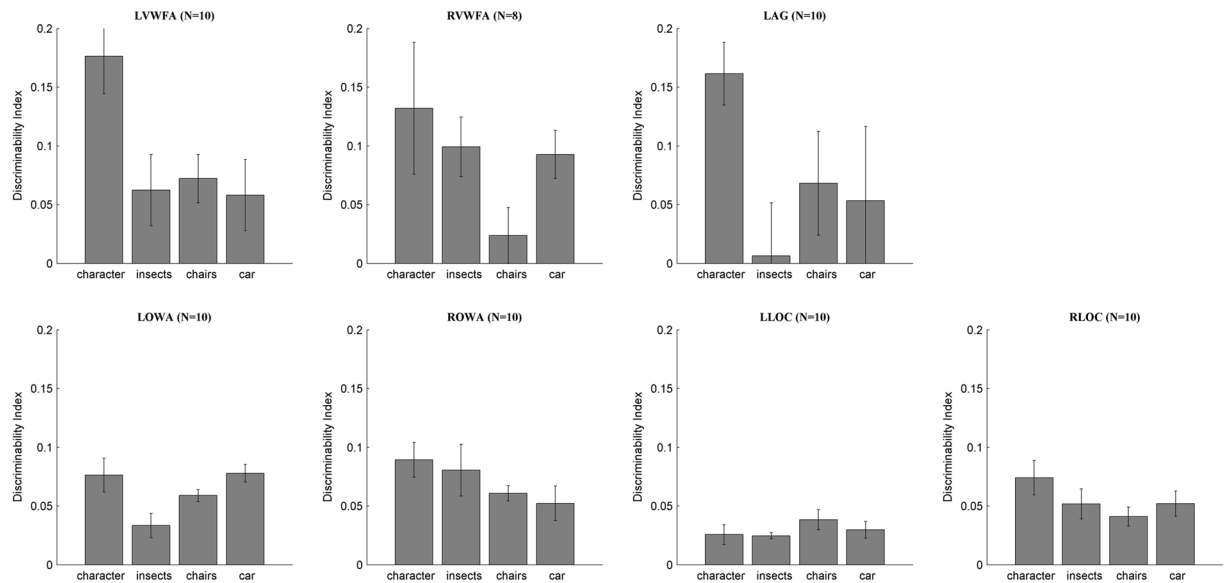 LVWFA (N=10)
Discriminability Index
0.2
0.15
0.1
0.05
0
character insects chairs car
RVWFA (N=8)
Discriminability Index
0.2
0.15
0.1
0.05
0
character insects chairs car
LAG (N=10)
Discriminability Index
0.2
0.15
0.1
0.05
0
character insects chairs car
LOWA (N=10)
Discriminability Index
0.2
0.15
0.1
0.05
0
character insects chairs car
ROWA (N=10)
Discriminability Index
0.2
0.15
0.1
0.05
0
character insects chairs car
LLOC (N=10)
Discriminability Index
0.2
0.15
0.1
0.05
0
character insects chairs car
RLOC (N=10)
Discriminability Index
0.2
0.15
0.1
0.05
0
character insects chairs car